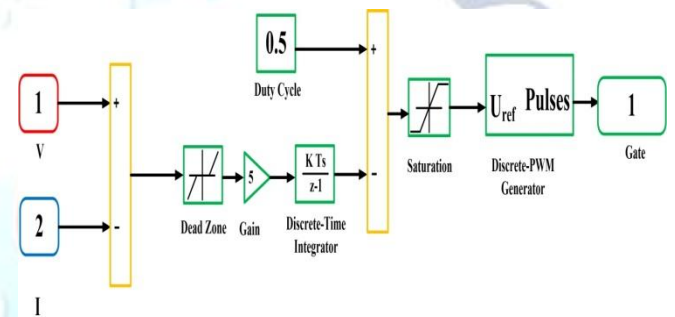 0.5
+
Duty Cycle
1
+
V
-
2
-
I
Dead Zone
5
Gain
K Ts
z-1
Discrete-Time
Integrator
-
Saturation
Uref Pulses
Discrete-PWM
Generator
1
Gate